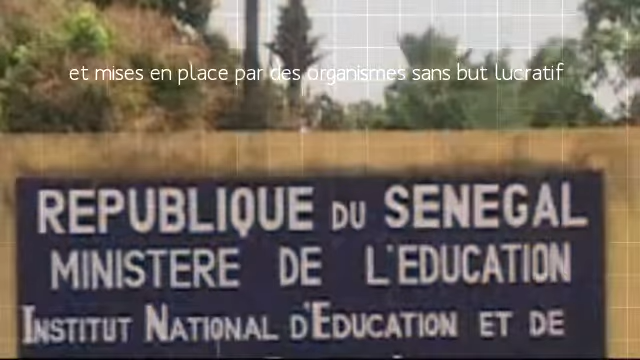 et mises en place par des organismes sans but lucratif
REPUBLIQUE DU SENEGAL
MINISTERE DE L'EDUCATION
INSTITUT NATIONAL D'EDUCATION ET DE